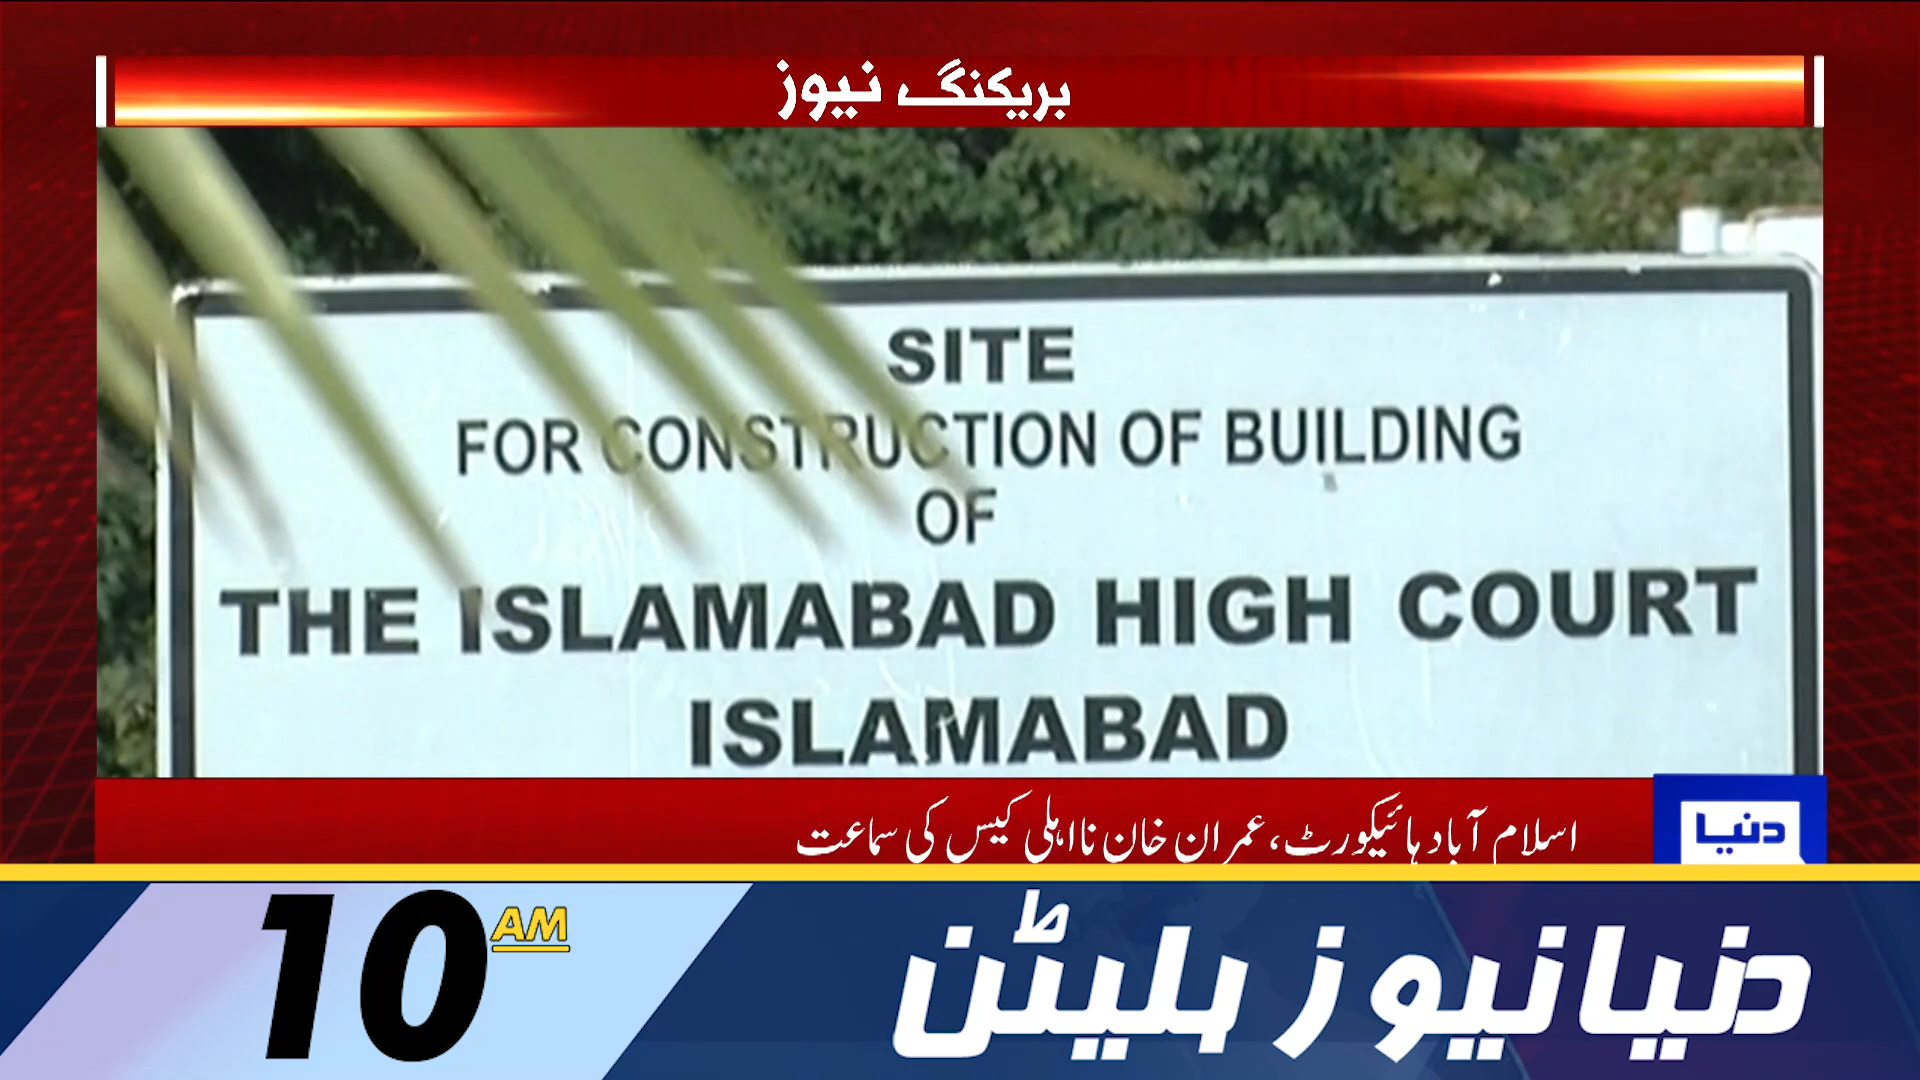 بریکنگ نیوز
SITE
FOR CONSTRUCTION OF BUILDING
OF
THE ISLAMABAD HIGH COURT
ISLAMABAD
اسلام آباد ہائیکورٹ، عمران خان نااہلی کیس کی سماعت
دنیا
10 AM
دنیا نیوز بلیٹن